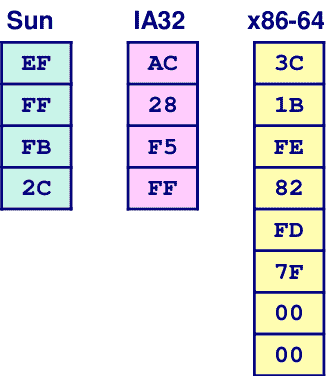 Sun IA32 x86-64
EF AC 3C
FF 28 1B
FB F5 FE
2C FF 82
FD
7F
00
00